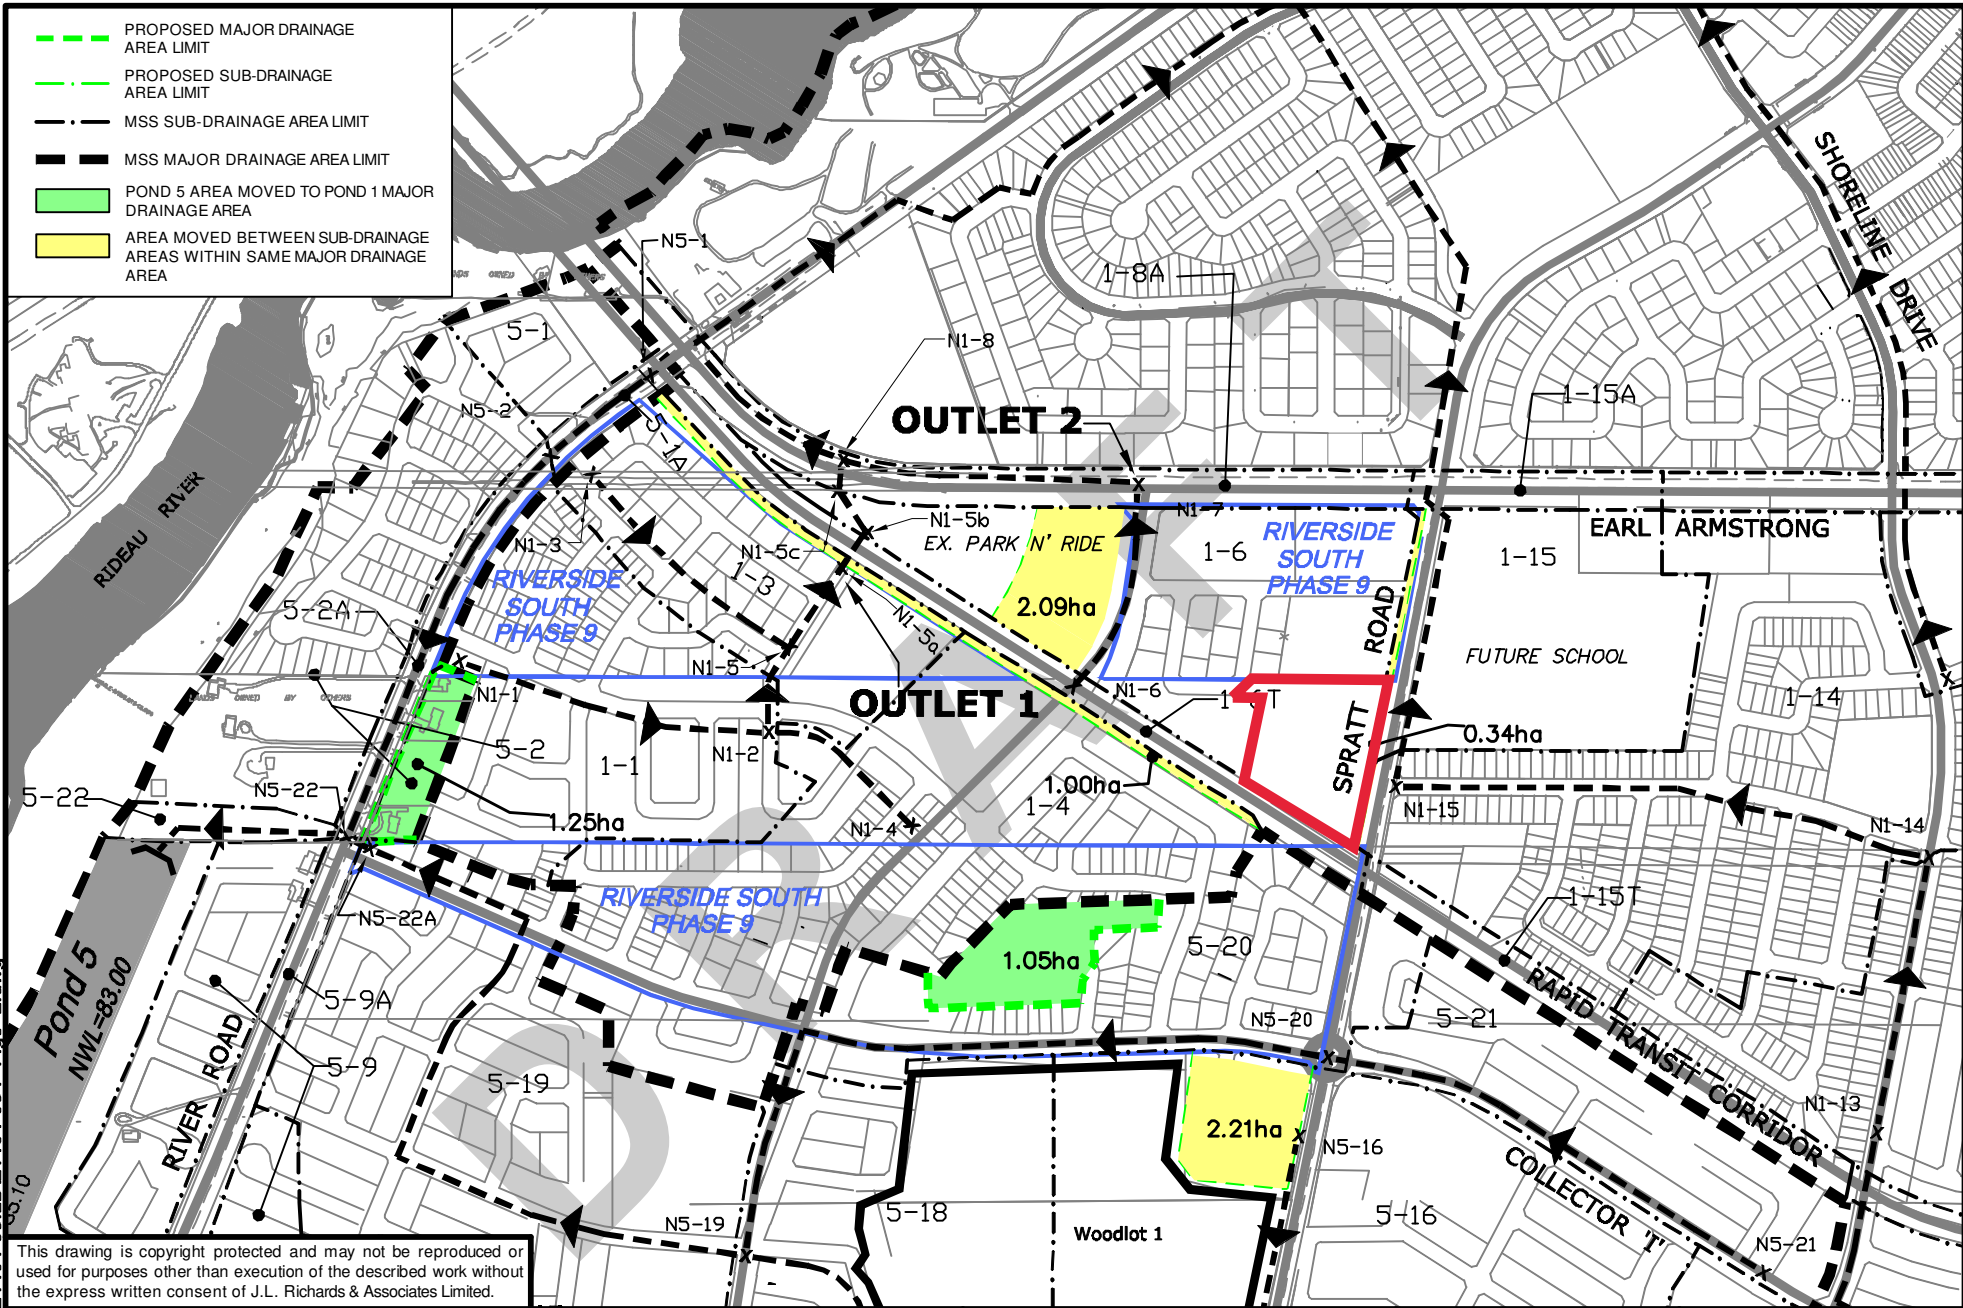 PROPOSED MAJOR DRAINAGE
AREA LIMIT
PROPOSED SUB-DRAINAGE
AREA LIMIT
MSS SUB-DRAINAGE AREA LIMIT
MSS MAJOR DRAINAGE AREA LIMIT
POND 5 AREA MOVED TO POND 1 MAJOR
DRAINAGE AREA
AREA MOVED BETWEEN SUB-DRAINAGE
AREAS WITHIN SAME MAJOR DRAINAGE
AREA
N5-1
5-1
N1-8
1-8A
SHORELINE DRIVE
N5-2
5-1A
OUTLET 2
1-15A
RIDEAU RIVER
N1-3
N1-5c
N1-5b
EX. PARK N' RIDE
N1-7
1-6
RIVERSIDE
SOUTH
PHASE 9
EARL ARMSTRONG
1-15
RIVERSIDE
SOUTH
PHASE 9
1-3
2.09ha
5-2A
N1-5a
N1-5
FUTURE SCHOOL
SPRATT ROAD
N1-1
OUTLET 1
N1-6
1-6T
1-14
OWNED BY OTHERS
5-2
N1-2
1-1
0.34ha
5-22
N5-22
1.25ha
1.00ha
1-4
N1-4
N1-15
N1-14
RIVERSIDE SOUTH
PHASE 9
N5-22A
1-15T
5-20
1.05ha
Pond 5
NWL=83.00
5-9A
RAPID TRANSIT CORRIDOR
N5-20
5-21
RIVER ROAD
5-9
5-19
N1-13
2.21ha
N5-16
COLLECTOR 'I'
5-18
N5-19
Woodlot 1
5-16
N5-21
DRAFT
This drawing is copyright protected and may not be reproduced or
used for purposes other than execution of the described work without
the express written consent of J.L. Richards & Associates Limited.